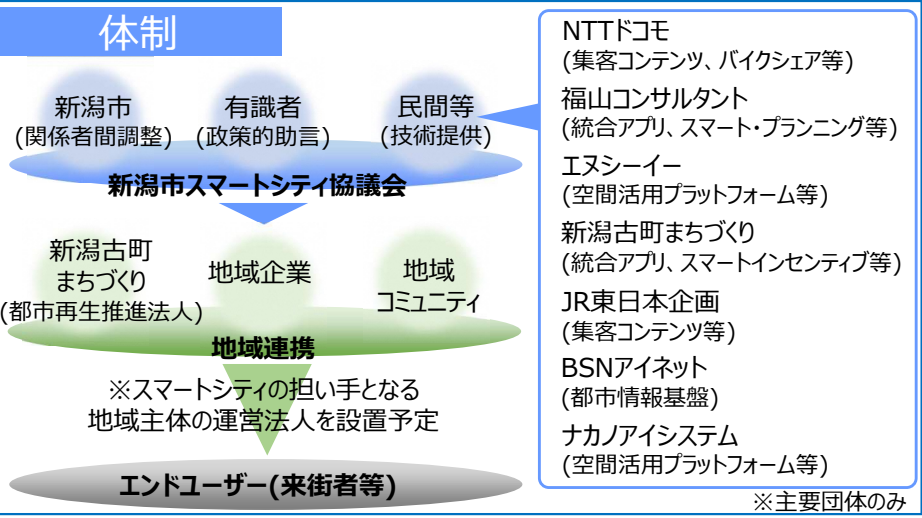 体制
新潟市
(関係者間調整)
有識者
(政策的助言)
民間等
(技術提供)
新潟市スマートシティ協議会
新潟古町
まちづくり
(都市再生推進法人)
地域企業
地域
コミュニティ
地域連携
※スマートシティの担い手となる
地域主体の運営法人を設置予定
エンドユーザー(来街者等)
NTTドコモ
(集客コンテンツ、バイクシェア等)
福山コンサルタント
(統合アプリ、スマート・プランニング等)
エヌシーイー
(空間活用プラットフォーム等)
新潟古町まちづくり
(統合アプリ、スマートインセンティブ等)
JR東日本企画
(集客コンテンツ等)
BSNアイネット
(都市情報基盤)
ナカノアイシステム
(空間活用プラットフォーム等)
※主要団体のみ